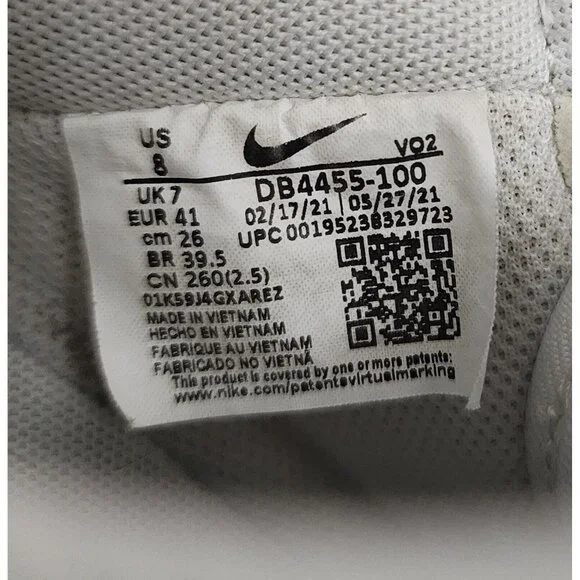 US
8
VO2
UK 7
DB4455-100
EUR 41
02/17/21 | 05/27/21
cm 26
UPC 00195238329723
BR 39.5
CN 260(2.5)
01K59J4GXAREZ
MADE IN VIETNAM
HECHO EN VIETNAM
FABRIQUE AU VIETNAM
FABRICADO NO VIETNÃ
This product is covered by one or more patents:
www.nike.com/patentsvirtualmarking